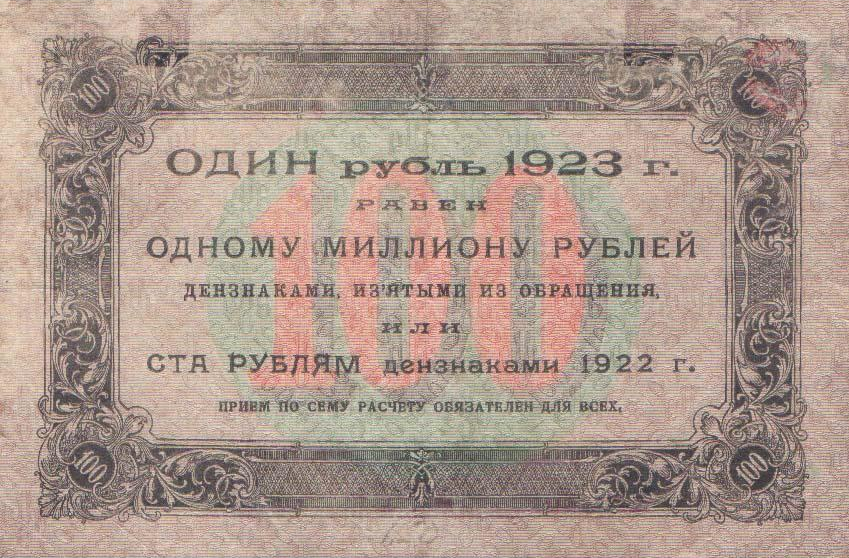 100 100
ОДИН рубль 1923 г.
РАВЕН
ОДНОМУ МИЛЛИОНУ РУБЛЕЙ
ДЕНЗНАКАМИ, ИЗ'ЯТЫМИ ИЗ ОБРАЩЕНИЯ,
ИЛИ
100
СТА РУБЛЯМ дензнаками 1922 г.
ПРИЕМ ПО СЕМУ РАСЧЕТУ ОБЯЗАТЕЛЕН ДЛЯ ВСЕХ.
100 100